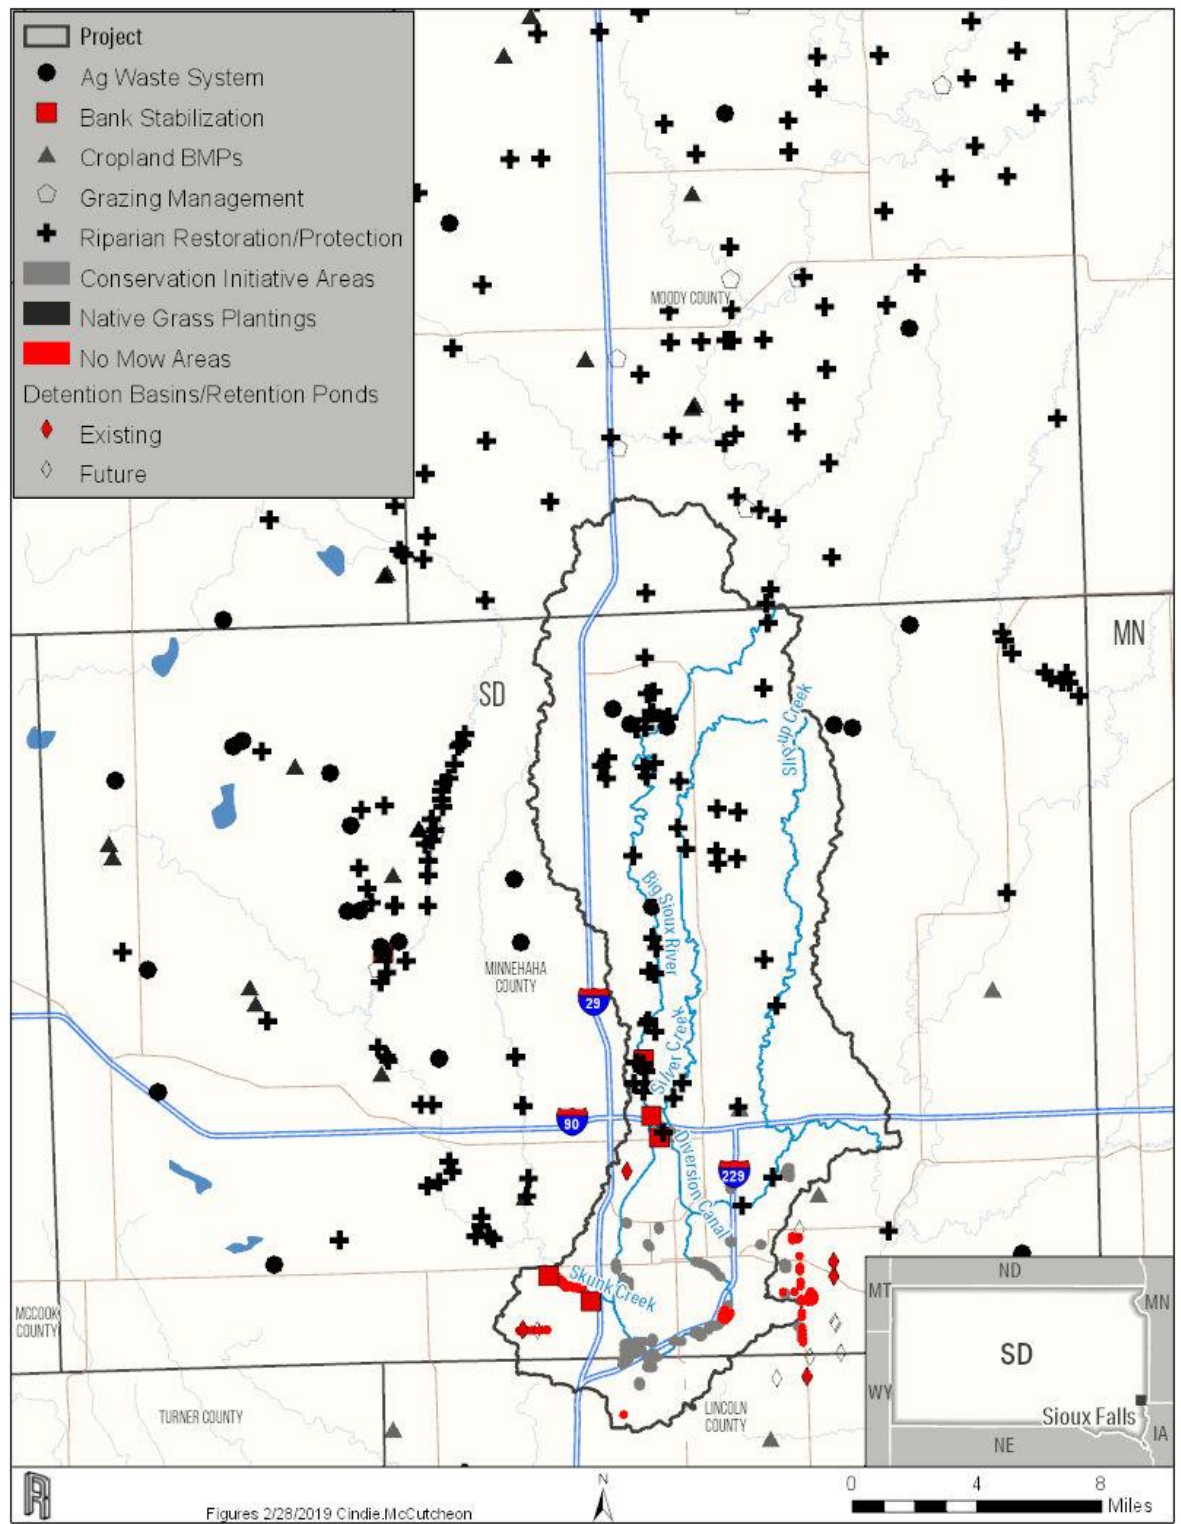 Project
Ag Waste System
Bank Stabilization
Cropland BMPs
Grazing Management
Riparian Restoration/Protection
Conservation Initiative Areas
Native Grass Plantings
No Mow Areas
Detention Basins/Retention Ponds
Existing
Future
MOODY COUNTY
MN
SD
Slip-up Creek
Big Sioux River
MINNEHAHA
COUNTY
29
Silver Creek
90
Diversion Canal
229
Skunk Creek
MCCOOK
COUNTY
TURNER COUNTY
LINCOLN
COUNTY
ND
MT
MN
SD
WY
Sioux Falls
NE
IA
R
Figures 2/28/2019 Cindie.McCutcheon
N
0 4 8
Miles